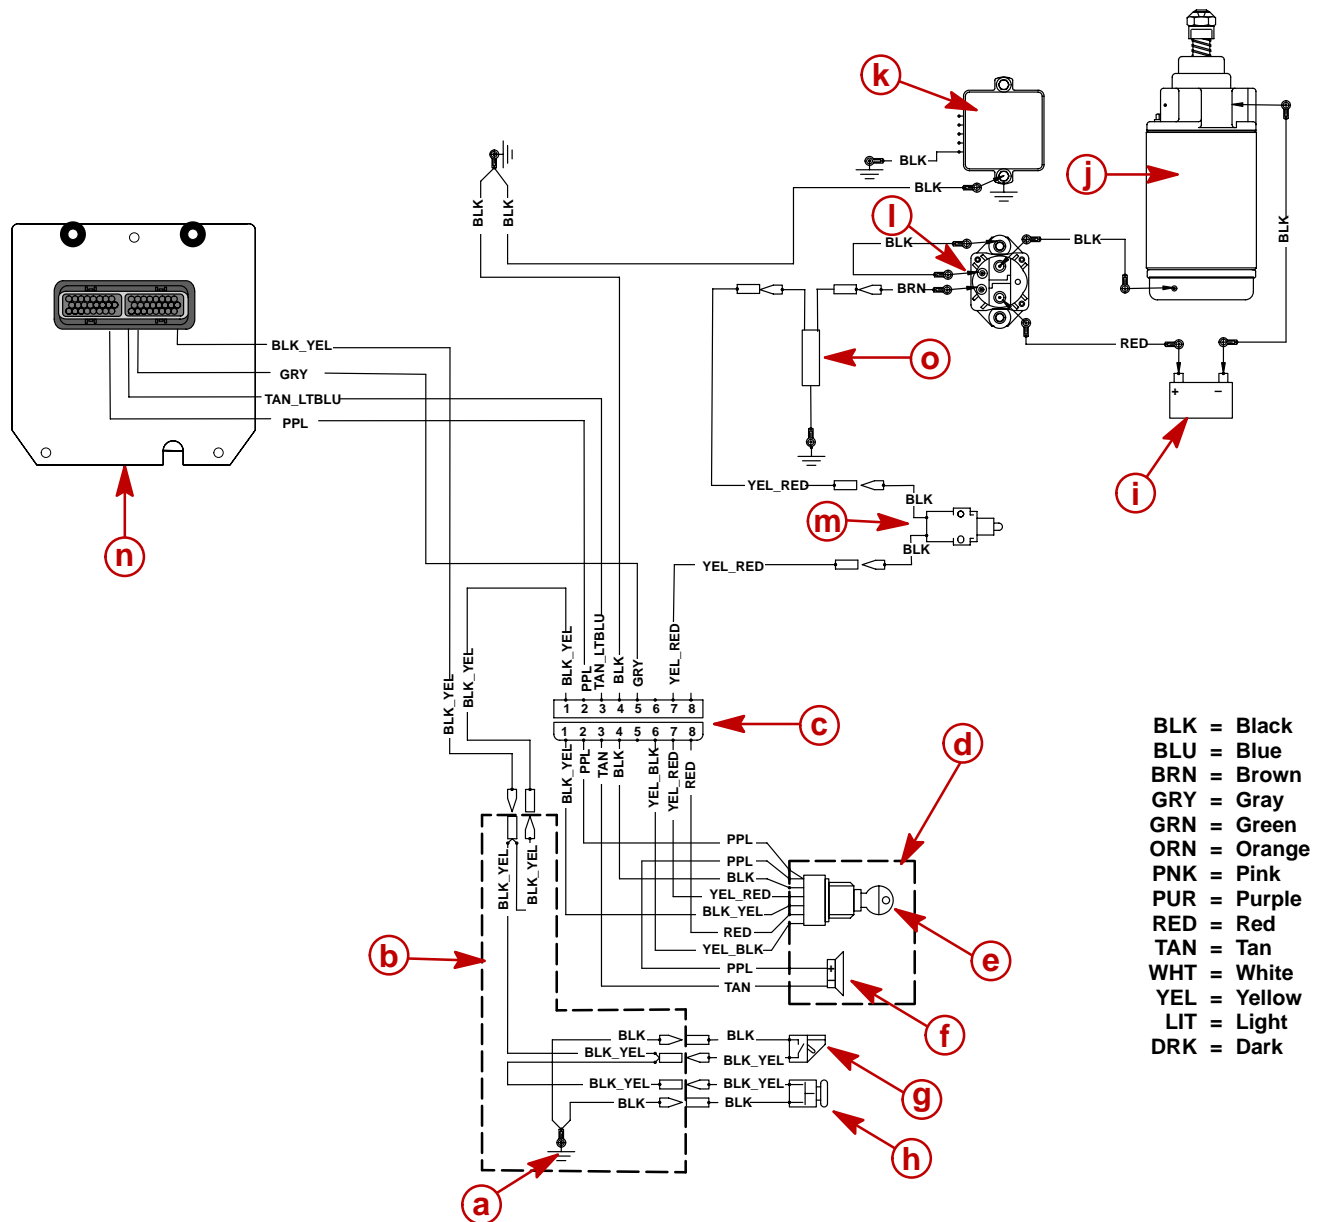 k
j
BLK
BLK
BLK
BLK
BLK
l
BLK
BLK
BRN
RED
+
−
i
o
BLK_YEL
GRY
TAN_LTBLU
PPL
n
YEL_RED
BLK
m
BLK
YEL_RED
BLK_YEL
BLK_YEL
BLK_YEL
PPL
TAN_LTBLU
BLK
GRY
YEL_RED
1 2 3 4 5 6 7 8
1 2 3 4 5 6 7 8
c
BLK_YEL
PPL
TAN
BLK
YEL_BLK
YEL_RED
RED
d
BLK_YEL
BLK_YEL
PPL
PPL
BLK
YEL_RED
BLK_YEL
RED
YEL_BLK
PPL
TAN
+
e
f
b
BLK
BLK
BLK_YEL
BLK_YEL
BLK_YEL
BLK_YEL
BLK
BLK
g
h
a
BLK = Black
BLU = Blue
BRN = Brown
GRY = Gray
GRN = Green
ORN = Orange
PNK = Pink
PUR = Purple
RED = Red
TAN = Tan
WHT = White
YEL = Yellow
LIT = Light
DRK = Dark